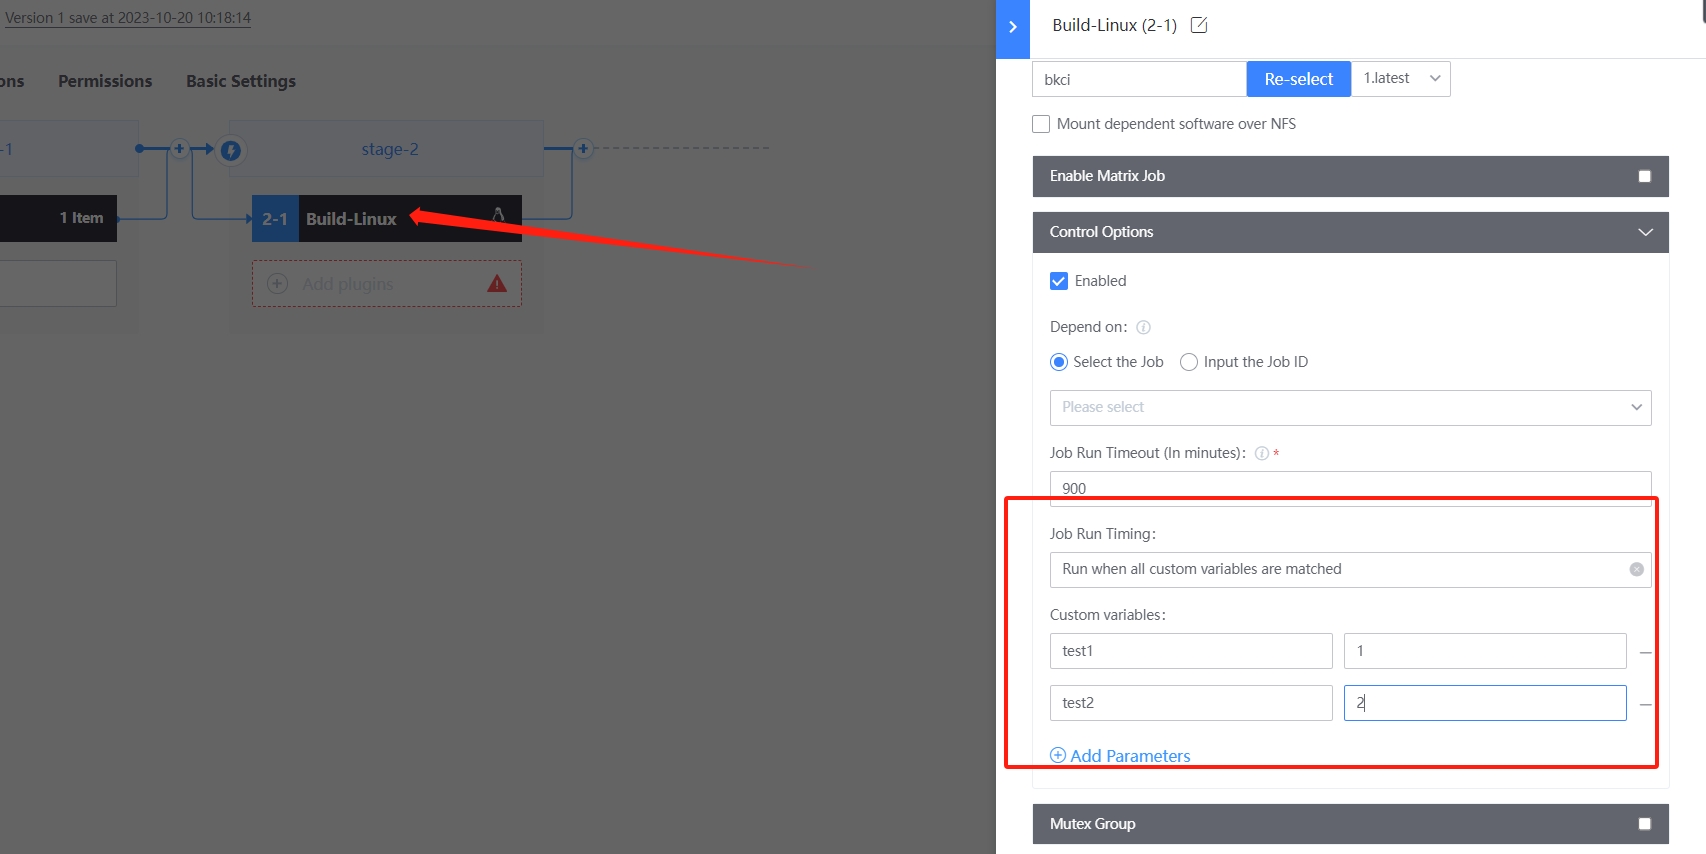 Version 1 save at 2023-10-20 10:18:14
ons Permissions Basic Settings
-1
stage-2
1 Item
2-1 Build-Linux
Add plugins
Build-Linux (2-1)
bkci Re-select 1.latest
Mount dependent software over NFS
Enable Matrix Job
Control Options
Enabled
Depend on:
Select the Job Input the Job ID
Please select
Job Run Timeout (In minutes): *
900
Job Run Timing:
Run when all custom variables are matched
Custom variables:
test1 1
test2 2
Add Parameters
Mutex Group